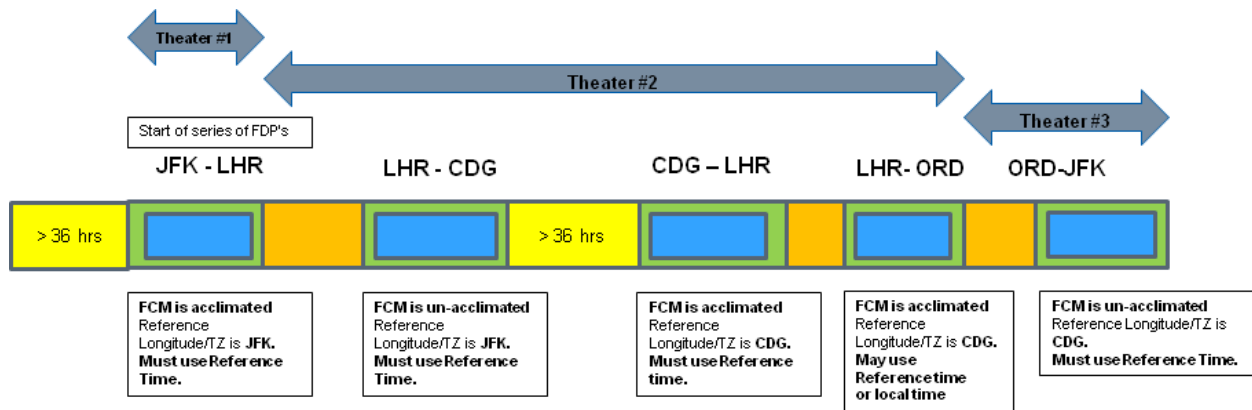 Theater #1
Theater #2
Theater #3
Start of series of FDP's
JFK - LHR
LHR - CDG
CDG – LHR
LHR- ORD
ORD-JFK
> 36 hrs
> 36 hrs
FCM is acclimated
Reference
Longitude/TZ is JFK.
Must use Reference
Time.
FCM is un-acclimated
Reference
Longitude/TZ is JFK.
Must use Reference
Time.
FCM is acclimated
Reference
Longitude/TZ is CDG.
Must use Reference
time.
FCM is acclimated
Reference
Longitude/TZ is CDG.
May use
Reference time
or local time
FCM is un-acclimated
Reference Longitude/TZ is
CDG.
Must use Reference Time.